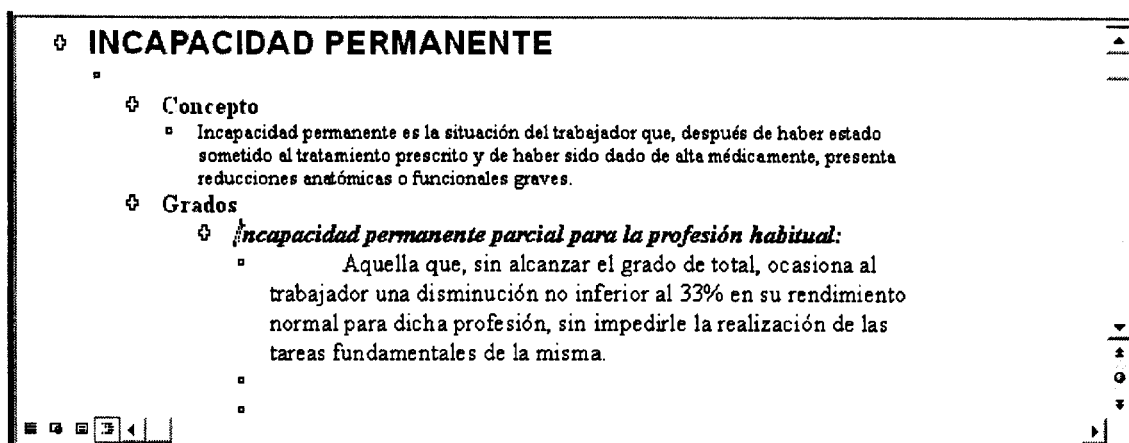 INCAPACIDAD PERMANENTE
Concepto
Incapacidad permanente es la situación del trabajador que, después de haber estado
sometido al tratamiento prescrito y de haber sido dado de alta médicamente, presenta
reducciones anatómicas o funcionales graves.
Grados
Incapacidad permanente parcial para la profesión habitual:
Aquella que, sin alcanzar el grado de total, ocasiona al
trabajador una disminución no inferior al 33% en su rendimiento
normal para dicha profesión, sin impedirle la realización de las
tareas fundamentales de la misma.